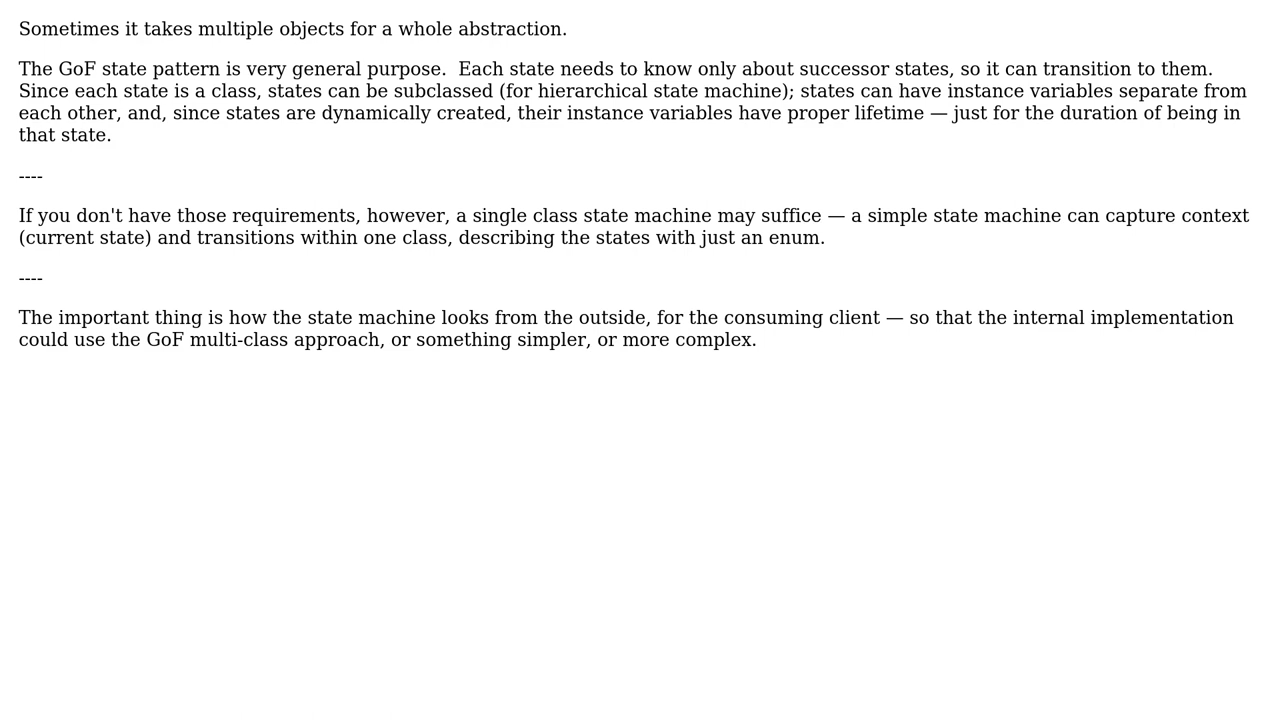 Sometimes it takes multiple objects for a whole abstraction.
The GoF state pattern is very general purpose.  Each state needs to know only about successor states, so it can transition to them.
Since each state is a class, states can be subclassed (for hierarchical state machine); states can have instance variables separate from
each other, and, since states are dynamically created, their instance variables have proper lifetime — just for the duration of being in
that state.
----
If you don't have those requirements, however, a single class state machine may suffice — a simple state machine can capture context
(current state) and transitions within one class, describing the states with just an enum.
----
The important thing is how the state machine looks from the outside, for the consuming client — so that the internal implementation
could use the GoF multi-class approach, or something simpler, or more complex.